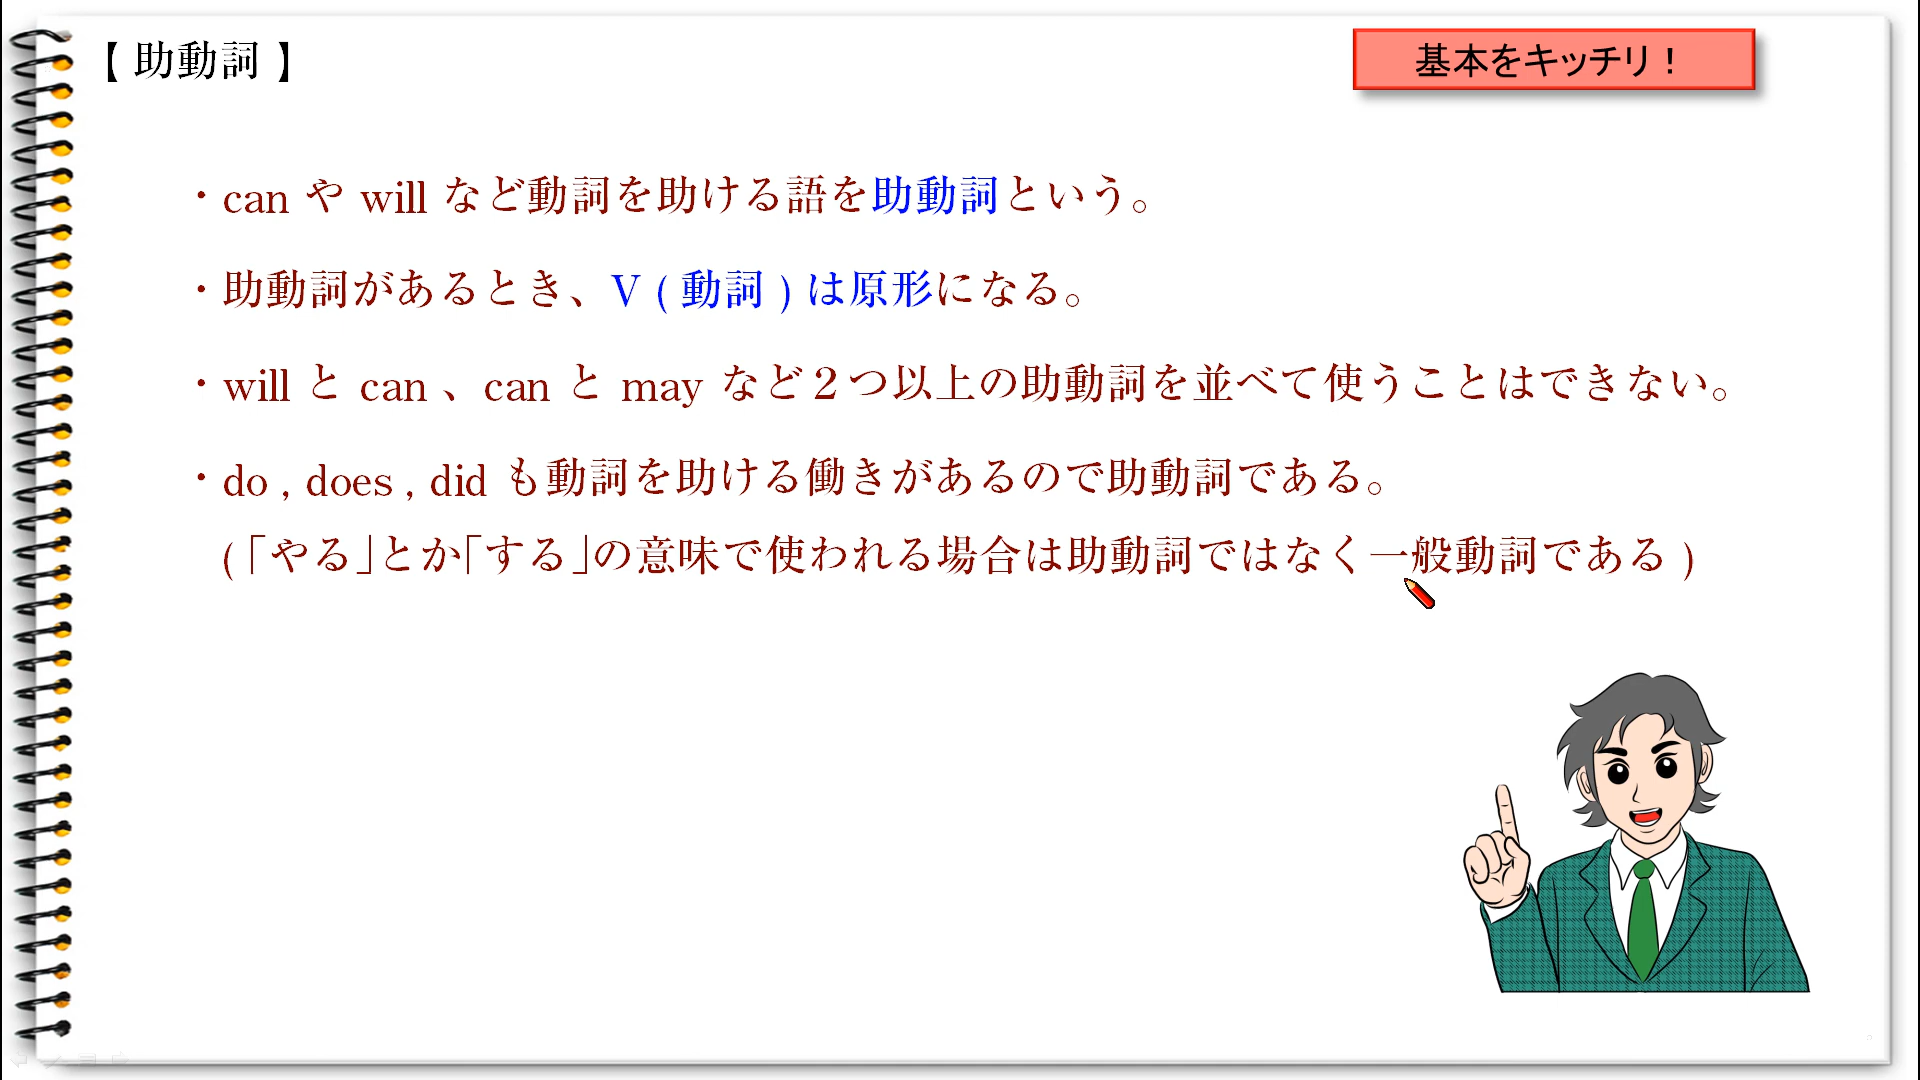 【 助動詞 】
基本をキッチリ！
・can や will など動詞を助ける語を助動詞という。
・助動詞があるとき、V ( 動詞 ) は原形になる。
・will と can 、can と may など２つ以上の助動詞を並べて使うことはできない。
・do , does , did も動詞を助ける働きがあるので助動詞である。
(「やる」とか「する」の意味で使われる場合は助動詞ではなく一般動詞である )